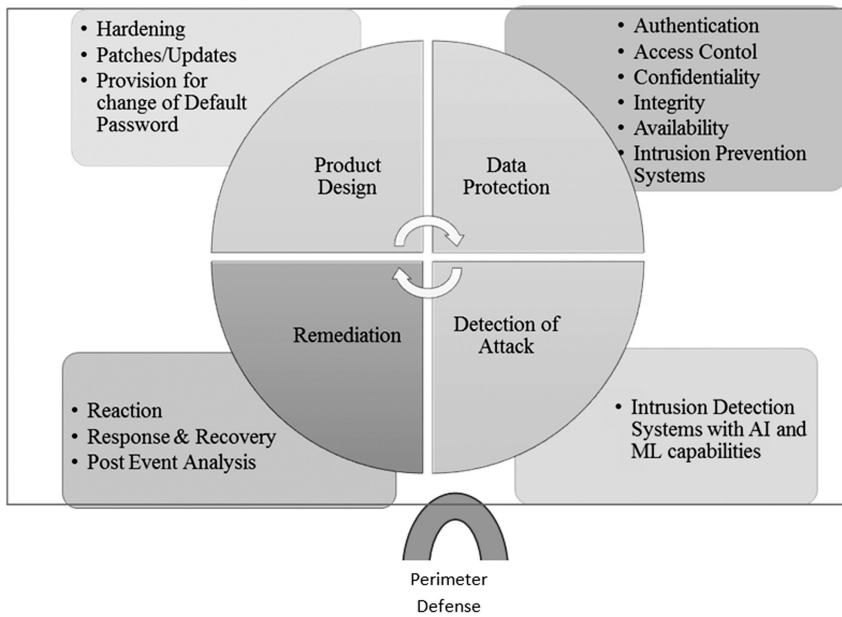 • Hardening
• Patches/Updates
• Provision for
change of Default
Password
• Authentication
• Access Contol
• Confidentiality
• Integrity
• Availability
• Intrusion Prevention
Systems
Product
Design
Data
Protection
Remediation
Detection of
Attack
• Reaction
• Response & Recovery
• Post Event Analysis
• Intrusion Detection
Systems with AI and
ML capabilities
Perimeter
Defense